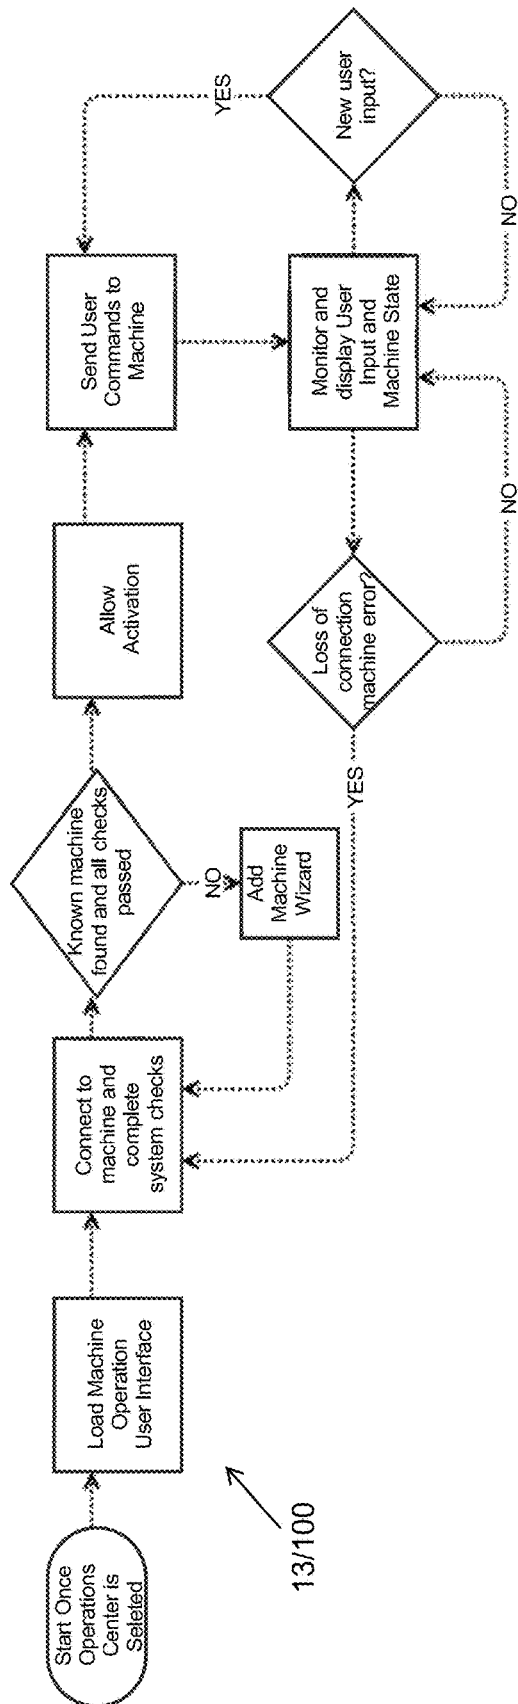 Start Once
Operations
Center is
Seleted
Load Machine
Operation
User Interface
Connect to
machine and
complete
system checks
Known machine
found and all checks
passed
NO
Add
Machine
Wizard
Allow
Activation
Send User
Commands to
Machine
Monitor and
display User
Input and
Machine State
New user
input?
YES
NO
Loss of
connection
machine error?
NO
YES
13/100